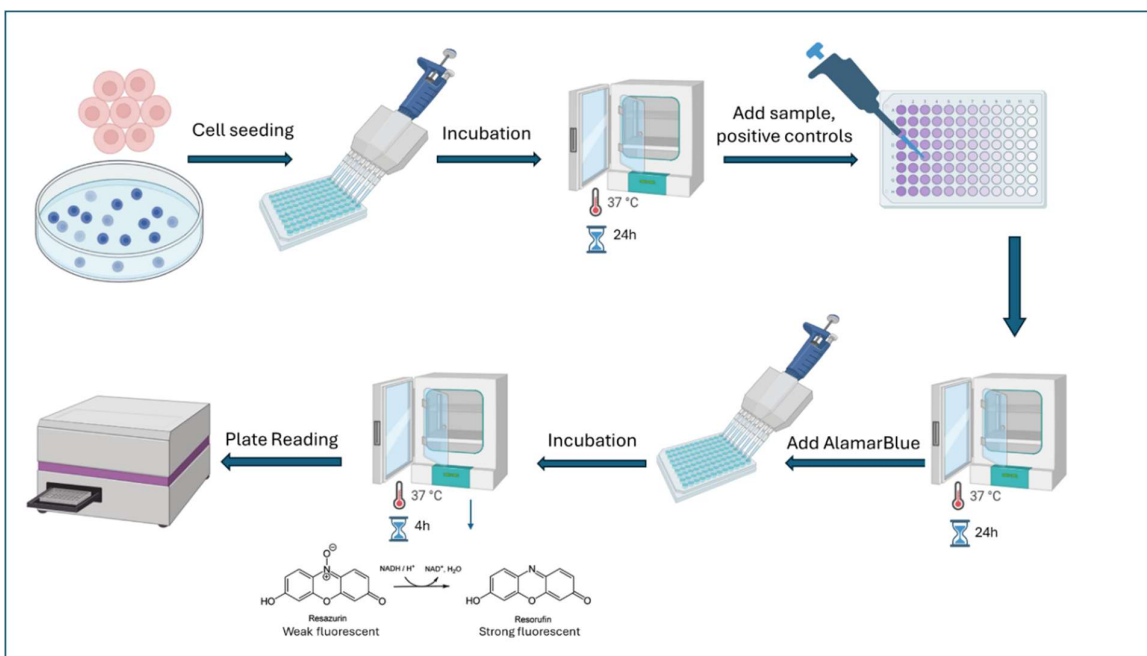 Cell seeding
Incubation
37 °C
24h
Add sample,
positive controls
37 °C
24h
Add AlamarBlue
Incubation
37 °C
4h
Plate Reading
HO
N
⊕
O
⊖
O
O
Resazurin
Weak fluorescent
NADH / H⁺
NAD⁺, H₂O
HO
N
O
O
Resorufin
Strong fluorescent